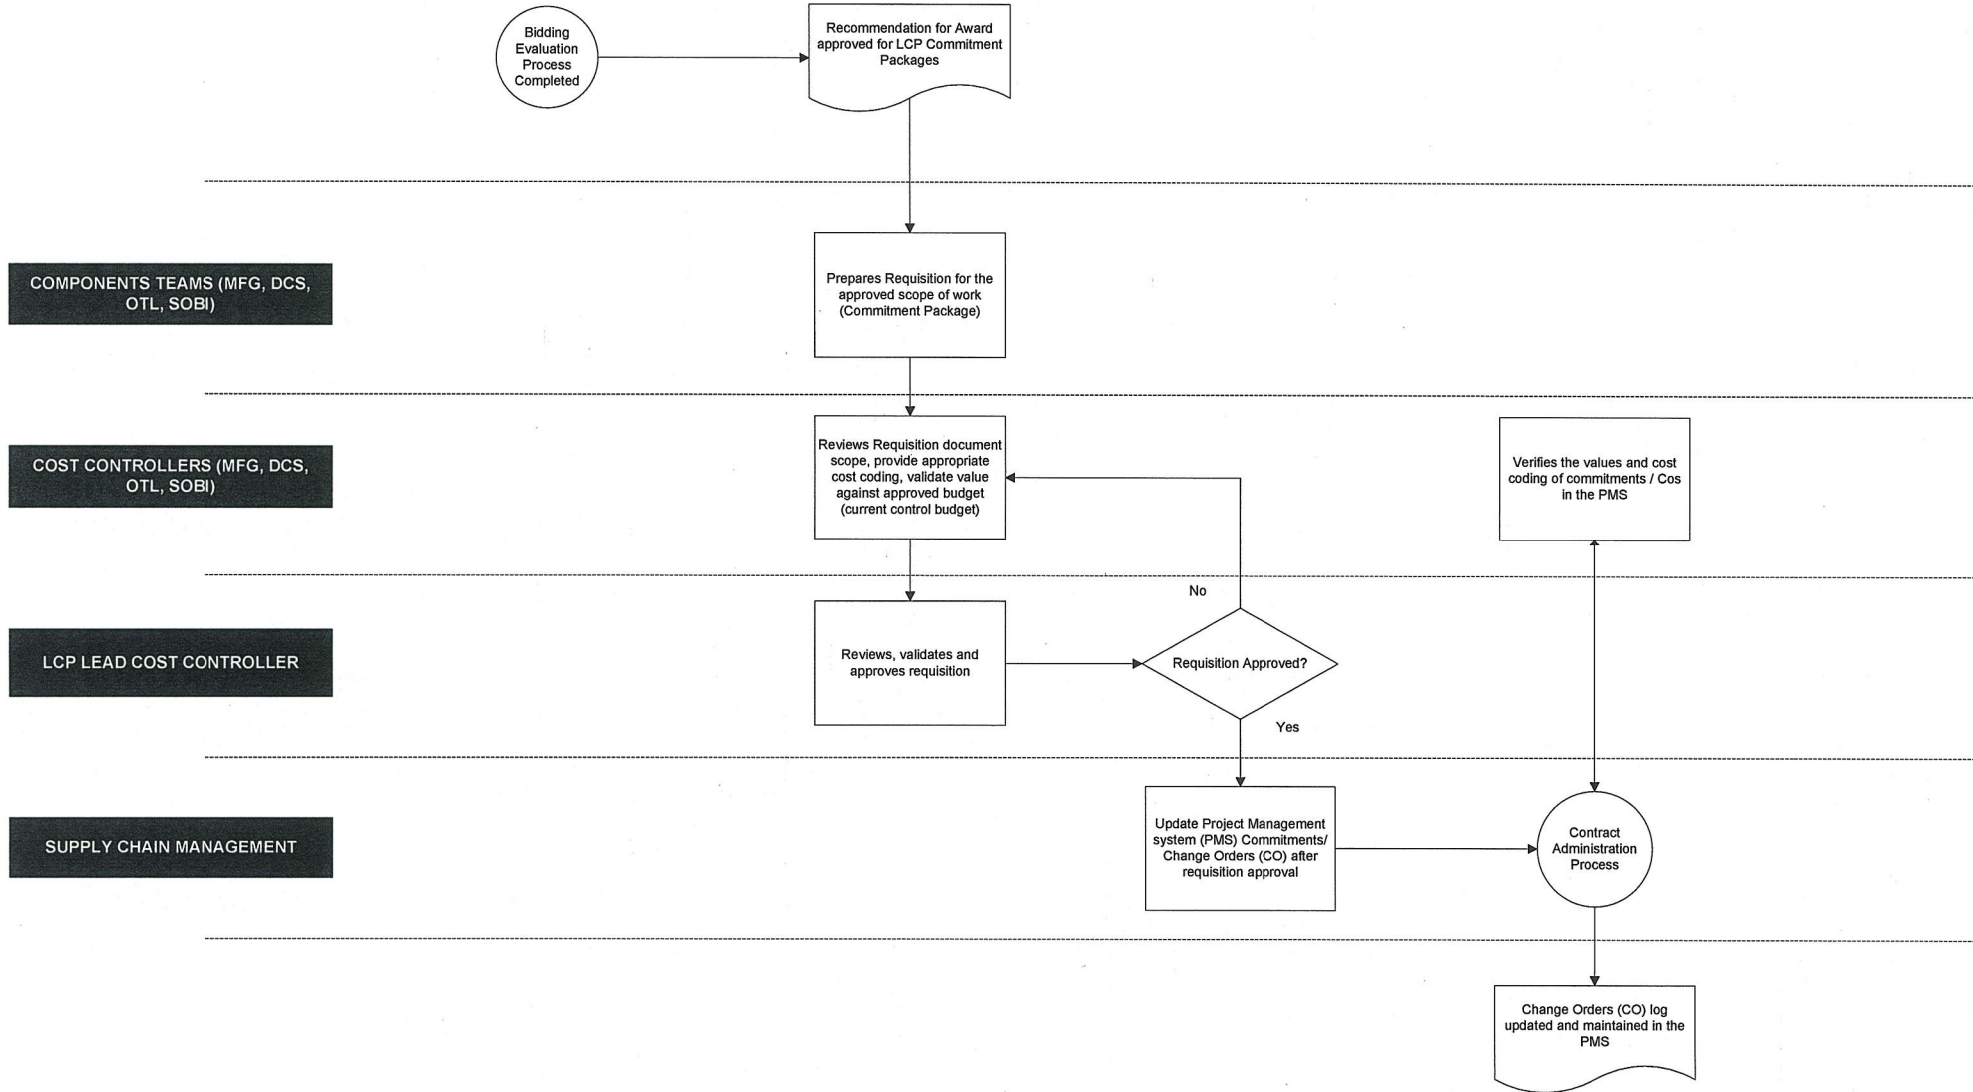 Bidding
Evaluation
Process
Completed
Recommendation for Award
approved for LCP Commitment
Packages
COMPONENTS TEAMS (MFG, DCS,
OTL, SOBI)
Prepares Requisition for the
approved scope of work
(Commitment Package)
COST CONTROLLERS (MFG, DCS,
OTL, SOBI)
Reviews Requisition document
scope, provide appropriate
cost coding, validate value
against approved budget
(current control budget)
Verifies the values and cost
coding of commitments / Cos
in the PMS
LCP LEAD COST CONTROLLER
Reviews, validates and
approves requisition
No
Requisition Approved?
Yes
SUPPLY CHAIN MANAGEMENT
Update Project Management
system (PMS) Commitments/
Change Orders (CO) after
requisition approval
Contract
Administration
Process
Change Orders (CO) log
updated and maintained in the
PMS